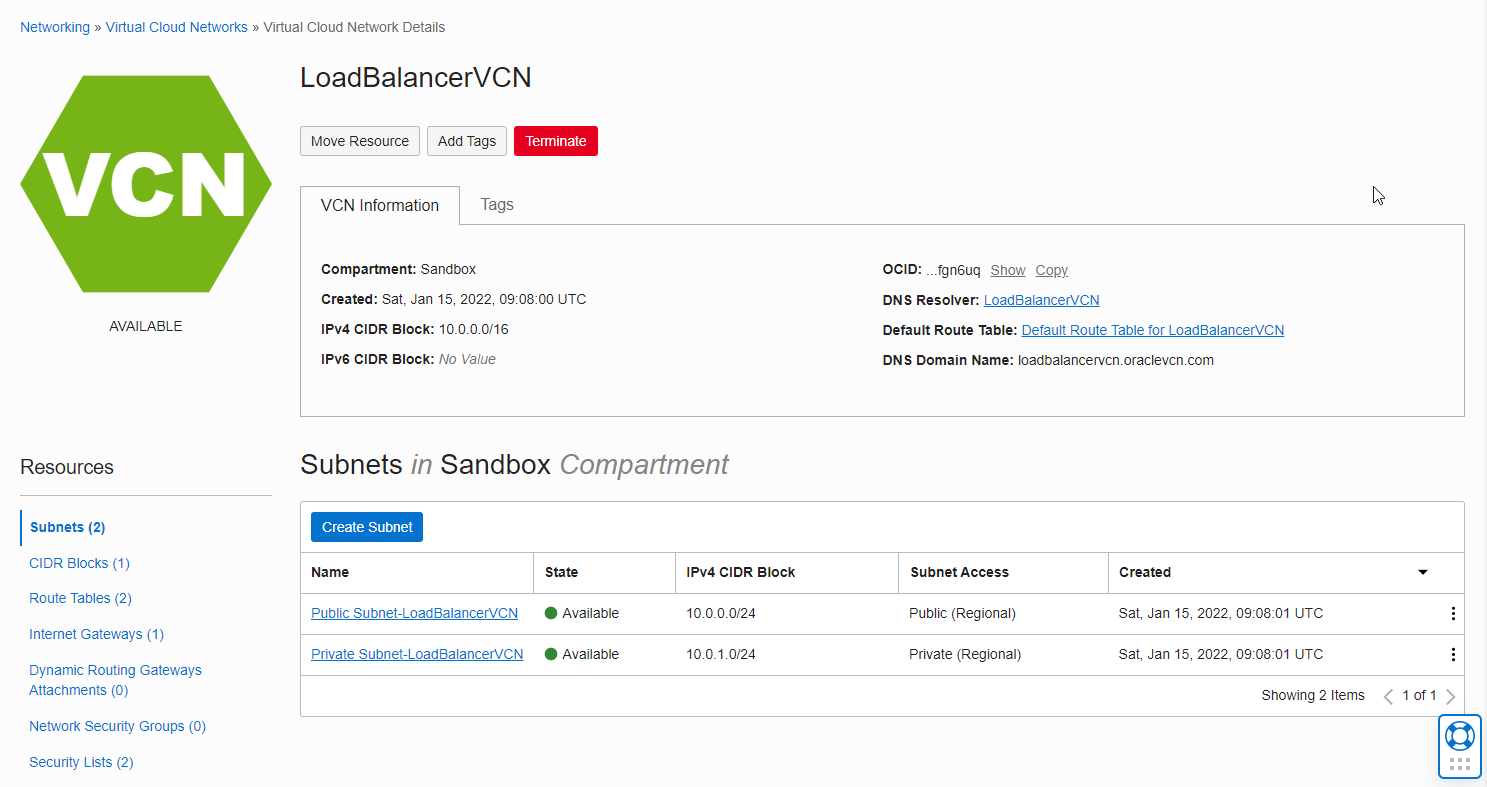 Networking » Virtual Cloud Networks » Virtual Cloud Network Details
VCN
AVAILABLE
LoadBalancerVCN
Move Resource Add Tags Terminate
VCN Information Tags
Compartment: Sandbox
Created: Sat, Jan 15, 2022, 09:08:00 UTC
IPv4 CIDR Block: 10.0.0.0/16
IPv6 CIDR Block: No Value
OCID: ...fgn6uq Show Copy
DNS Resolver: LoadBalancerVCN
Default Route Table: Default Route Table for LoadBalancerVCN
DNS Domain Name: loadbalancervcn.oraclevcn.com
Resources
Subnets (2)
CIDR Blocks (1)
Route Tables (2)
Internet Gateways (1)
Dynamic Routing Gateways
Attachments (0)
Network Security Groups (0)
Security Lists (2)
Subnets in Sandbox Compartment
Create Subnet
Name State IPv4 CIDR Block Subnet Access Created
Public Subnet-LoadBalancerVCN Available 10.0.0.0/24 Public (Regional) Sat, Jan 15, 2022, 09:08:01 UTC
Private Subnet-LoadBalancerVCN Available 10.0.1.0/24 Private (Regional) Sat, Jan 15, 2022, 09:08:01 UTC
Showing 2 Items 1 of 1